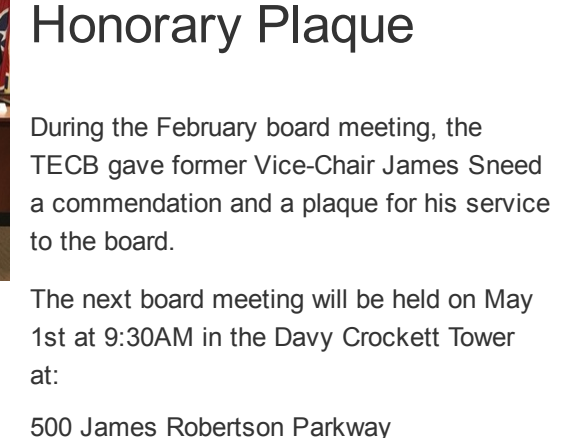 Honorary Plaque
During the February board meeting, the
TECB gave former Vice-Chair James Sneed
a commendation and a plaque for his service
to the board.
The next board meeting will be held on May
1st at 9:30AM in the Davy Crockett Tower
at:
500 James Robertson Parkway